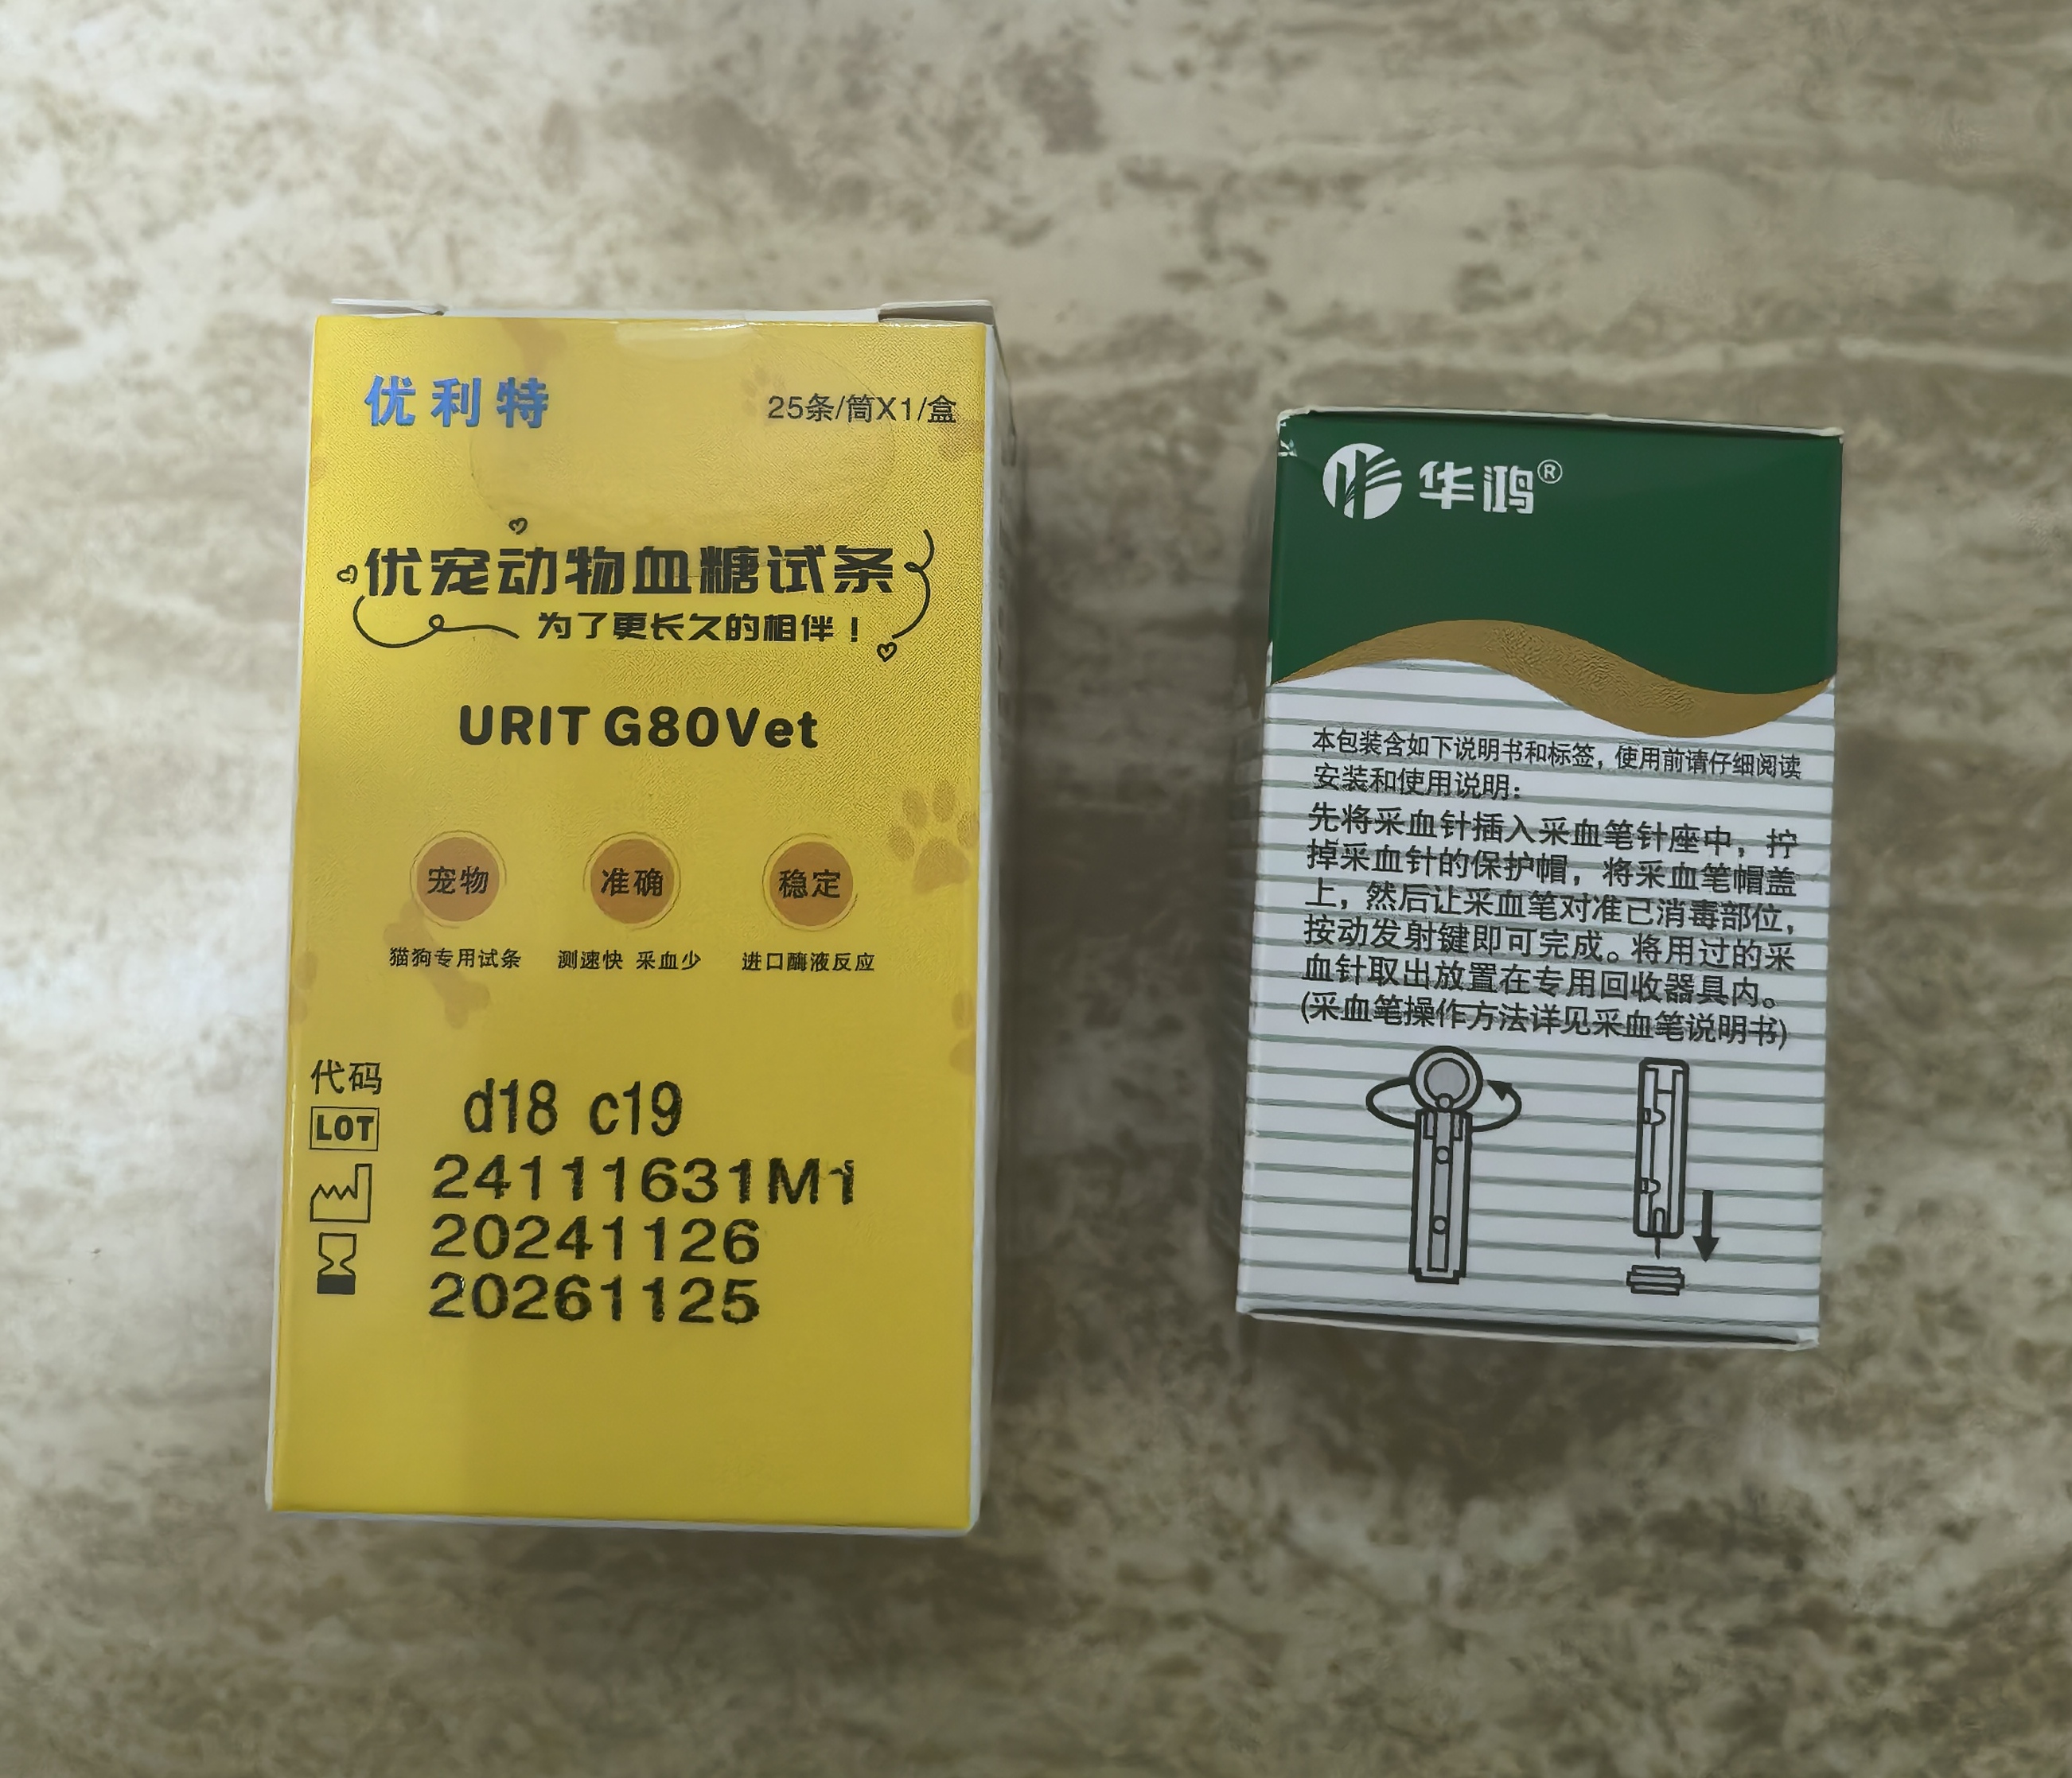 优利特
25条/筒X1/盒
优宠动物血糖试条
为了更长久的相伴！
URIT G80Vet
宠物
准确
稳定
猫狗专用试条
测速快 采血少
进口酶液反应
代码
d18 c19
LOT
24111631M1
20241126
20261125
华鸿®
本包装含如下说明书和标签，使用前请仔细阅读
安装和使用说明：
先将采血针插入采血笔针座中，拧
掉采血针的保护帽，将采血笔帽盖
上，然后让采血笔对准已消毒部位，
按动发射键即可完成。将用过的采
血针取出放置在专用回收器具内。
(采血笔操作方法详见采血笔说明书)